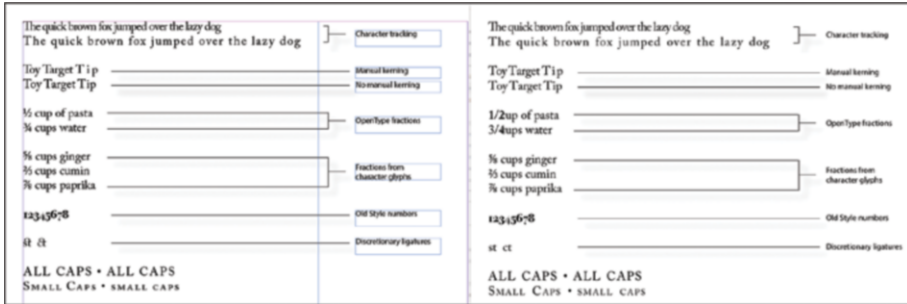 The quick brown fox jumped over the lazy dog
The quick brown fox jumped over the lazy dog
Character tracking
Toy Target Tip
Manual kerning
Toy Target Tip
No manual kerning
½ cup of pasta
¾ cups water
OpenType fractions
⅝ cups ginger
⅔ cups cumin
⅞ cups paprika
Fractions from
character glyphs
12345678
Old Style numbers
st ct
Discretionary ligatures
ALL CAPS • ALL CAPS
SMALL CAPS • SMALL CAPS
The quick brown fox jumped over the lazy dog
The quick brown fox jumped over the lazy dog
Character tracking
Toy Target Tip
Manual kerning
Toy Target Tip
No manual kerning
1/2up of pasta
3/4ups water
OpenType fractions
⅝ cups ginger
⅔ cups cumin
⅞ cups paprika
Fractions from
character glyphs
12345678
Old Style numbers
st ct
Discretionary ligatures
ALL CAPS • ALL CAPS
SMALL CAPS • SMALL CAPS